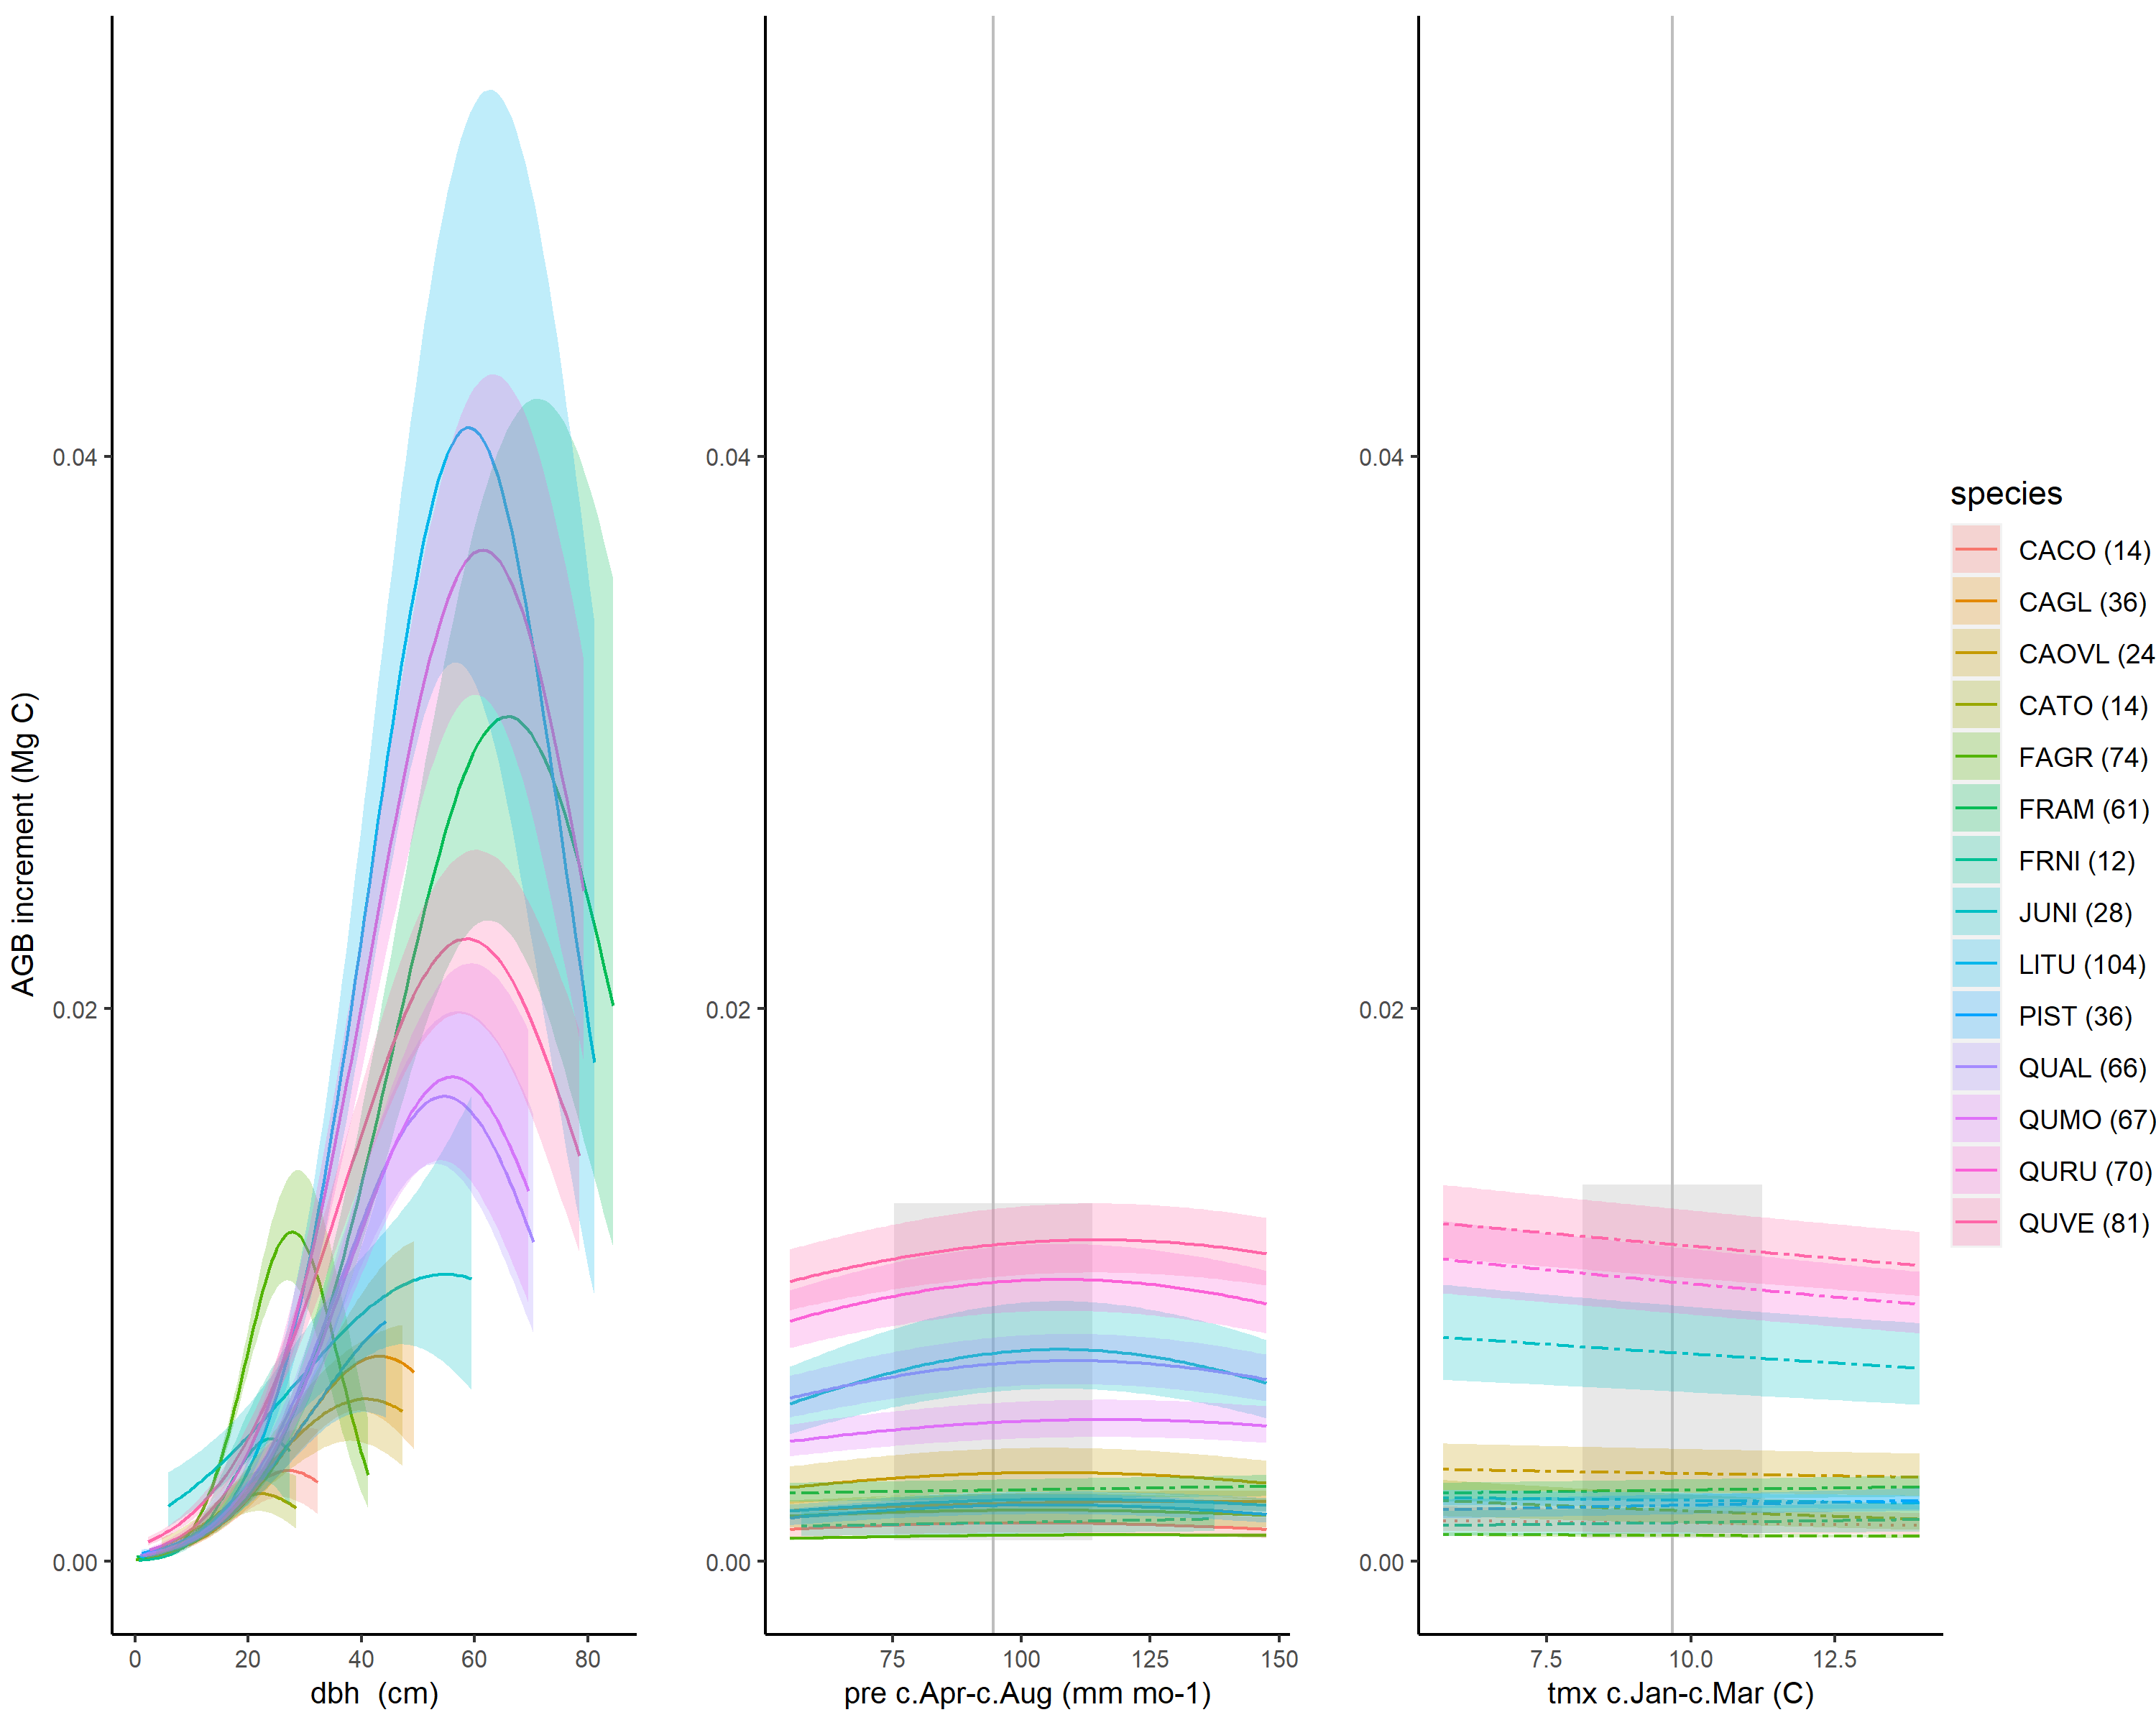 AGB increment (Mg C)
0.04
0.02
0.00
0
20
40
60
80
dbh  (cm)
0.04
0.02
0.00
75
100
125
150
pre c.Apr-c.Aug (mm mo-1)
0.04
0.02
0.00
7.5
10.0
12.5
tmx c.Jan-c.Mar (C)
species
CACO (14)
CAGL (36)
CAOVL (24
CATO (14)
FAGR (74)
FRAM (61)
FRNI (12)
JUNI (28)
LITU (104)
PIST (36)
QUAL (66)
QUMO (67)
QURU (70)
QUVE (81)